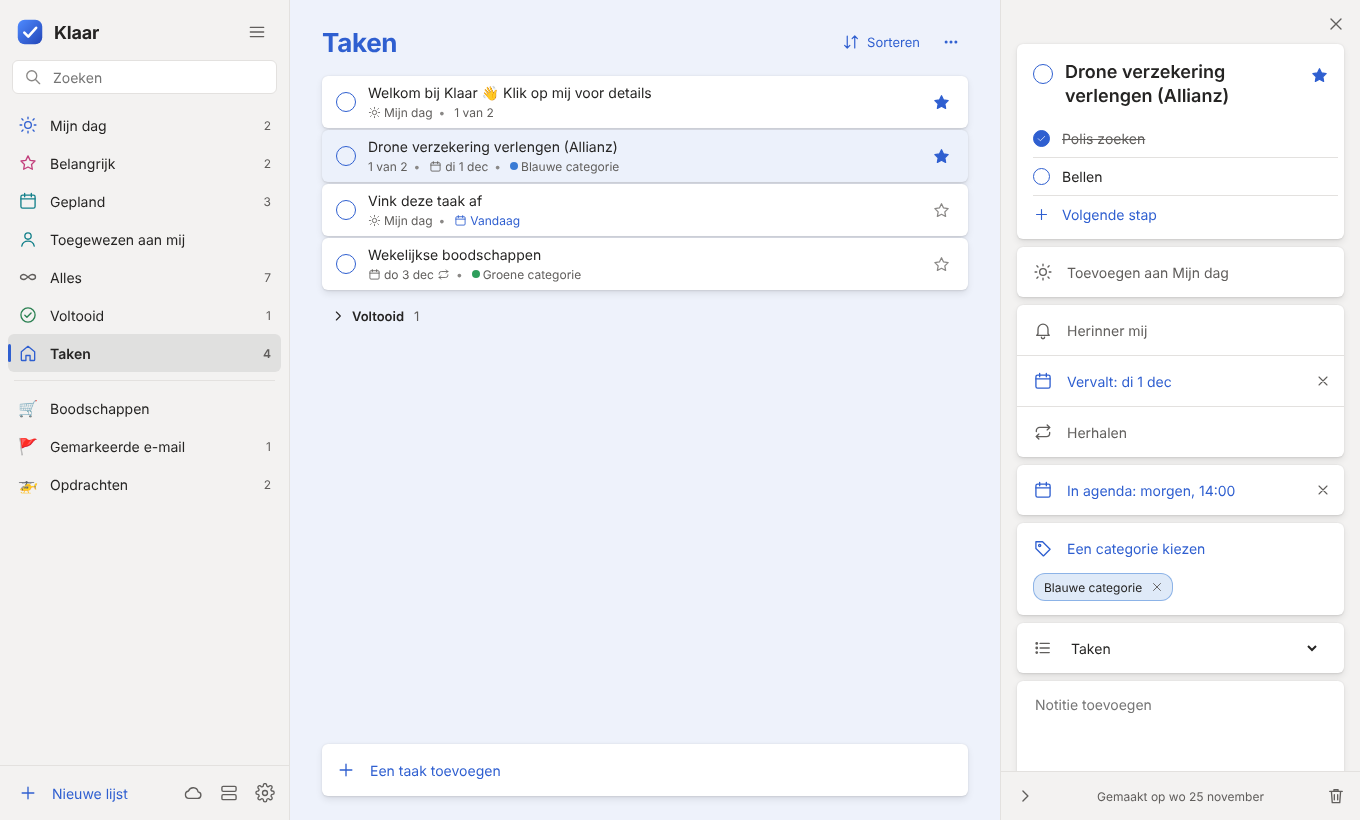 Klaar
Zoeken
Mijn dag 2
Belangrijk 2
Gepland 3
Toegewezen aan mij
Alles 7
Voltooid 1
Taken 4
Boodschappen
Gemarkeerde e-mail 1
Opdrachten 2
Nieuwe lijst
Taken
Sorteren
Welkom bij Klaar 👋 Klik op mij voor details
Mijn dag • 1 van 2
Drone verzekering verlengen (Allianz)
1 van 2 • di 1 dec • Blauwe categorie
Vink deze taak af
Mijn dag • Vandaag
Wekelijkse boodschappen
do 3 dec • Groene categorie
Voltooid 1
Een taak toevoegen
Drone verzekering
verlengen (Allianz)
Polis zoeken
Bellen
Volgende stap
Toevoegen aan Mijn dag
Herinner mij
Vervalt: di 1 dec
Herhalen
In agenda: morgen, 14:00
Een categorie kiezen
Blauwe categorie
Taken
Notitie toevoegen
Gemaakt op wo 25 november